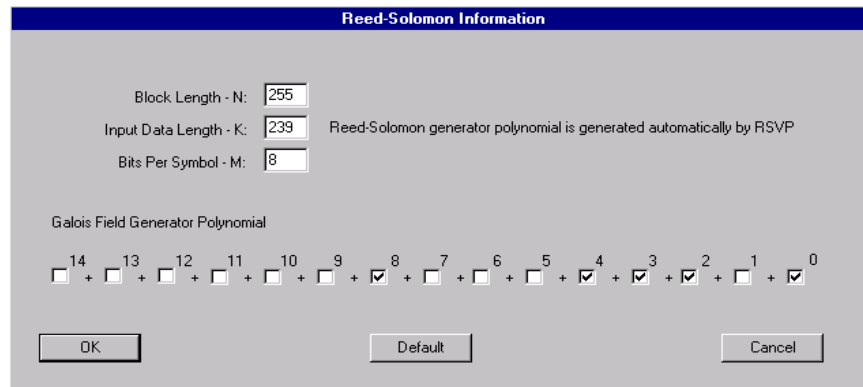 Reed-Solomon Information
Block Length - N: 255
Input Data Length - K: 239 Reed-Solomon generator polynomial is generated automatically by RSVP
Bits Per Symbol - M: 8
Galois Field Generator Polynomial
14 + 13 + 12 + 11 + 10 + 9 + 8 + 7 + 6 + 5 + 4 + 3 + 2 + 1 + 0
OK Default Cancel